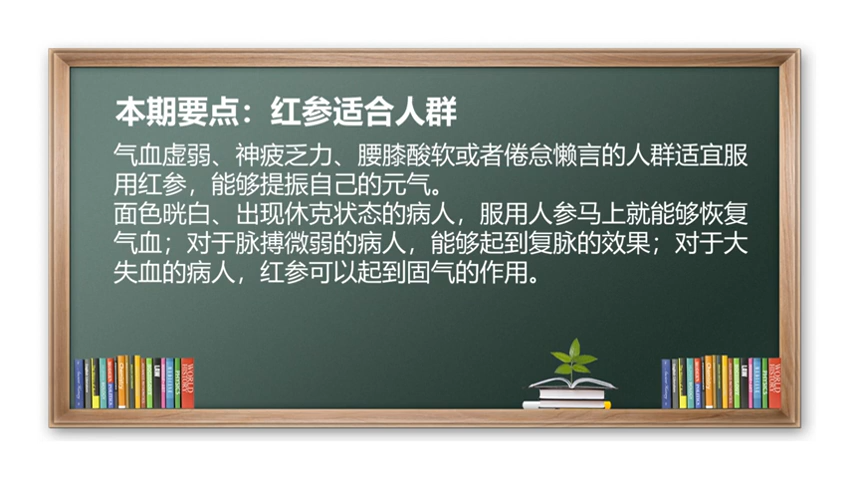 本期要点：红参适合人群
气血虚弱、神疲乏力、腰膝酸软或者倦怠懒言的人群适宜服
用红参，能够提振自己的元气。
面色晄白、出现休克状态的病人，服用人参马上就能够恢复
气血；对于脉搏微弱的病人，能够起到复脉的效果；对于大
失血的病人，红参可以起到固气的作用。
WORLD HISTORY
WORLD HISTORY